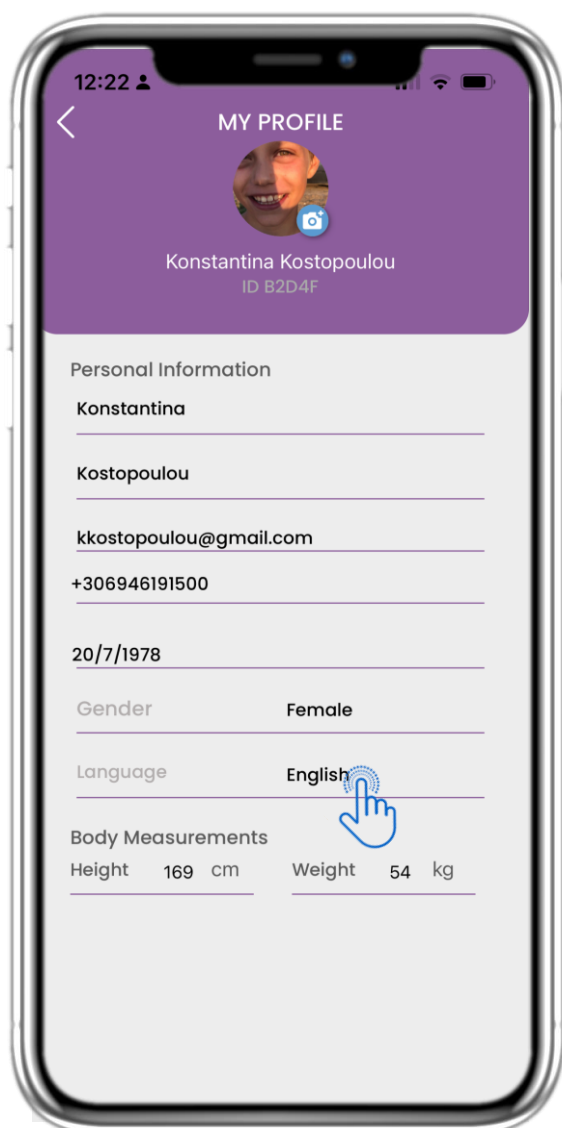 12:22
MY PROFILE
Konstantina Kostopoulou
ID B2D4F
Personal Information
Konstantina
Kostopoulou
kkostopoulou@gmail.com
+306946191500
20/7/1978
Gender Female
Language English
Body Measurements
Height 169 cm Weight 54 kg